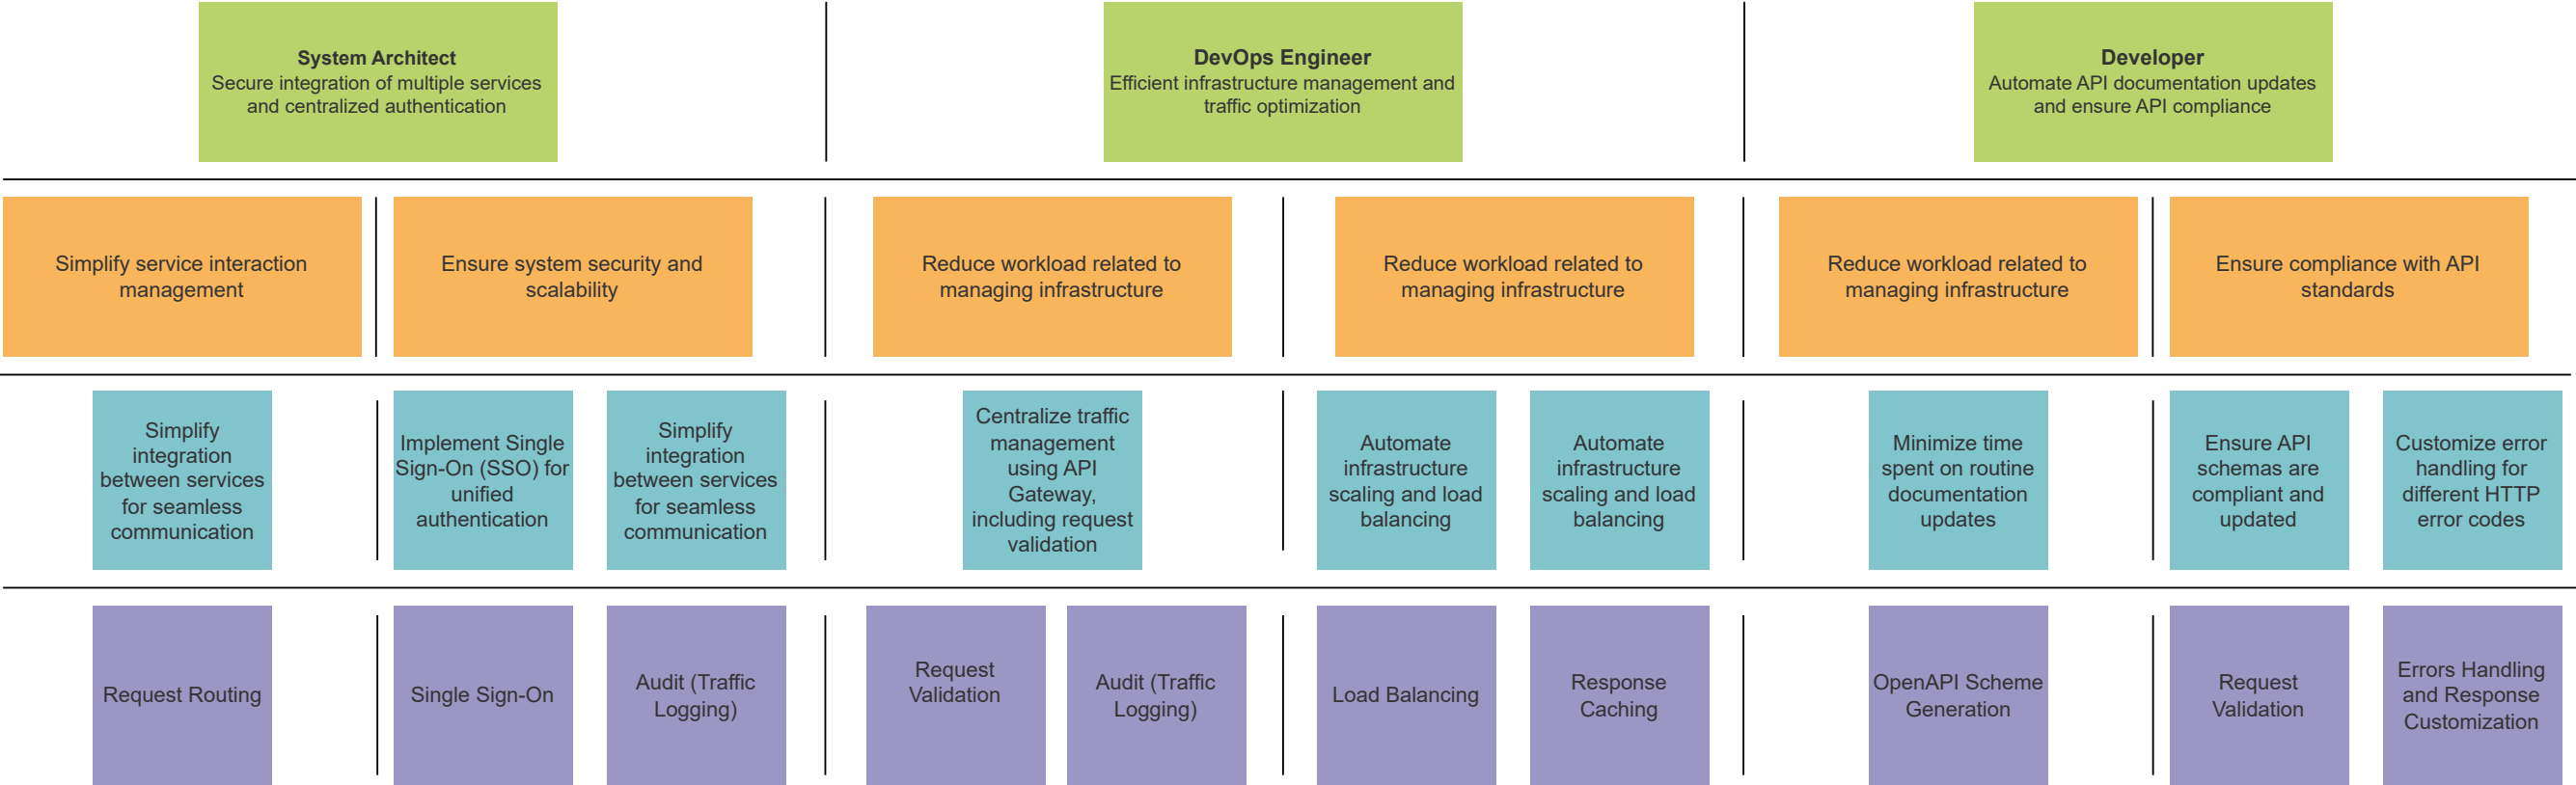 System Architect
Secure integration of multiple services
and centralized authentication
DevOps Engineer
Efficient infrastructure management and
traffic optimization
Developer
Automate API documentation updates
and ensure API compliance
Simplify service interaction
management
Ensure system security and
scalability
Reduce workload related to
managing infrastructure
Reduce workload related to
managing infrastructure
Reduce workload related to
managing infrastructure
Ensure compliance with API
standards
Simplify
integration
between services
for seamless
communication
Implement Single
Sign-On (SSO) for
unified
authentication
Simplify
integration
between services
for seamless
communication
Centralize traffic
management
using API
Gateway,
including request
validation
Automate
infrastructure
scaling and load
balancing
Automate
infrastructure
scaling and load
balancing
Minimize time
spent on routine
documentation
updates
Ensure API
schemas are
compliant and
updated
Customize error
handling for
different HTTP
error codes
Request Routing
Single Sign-On
Audit (Traffic
Logging)
Request
Validation
Audit (Traffic
Logging)
Load Balancing
Response
Caching
OpenAPI Scheme
Generation
Request
Validation
Errors Handling
and Response
Customization